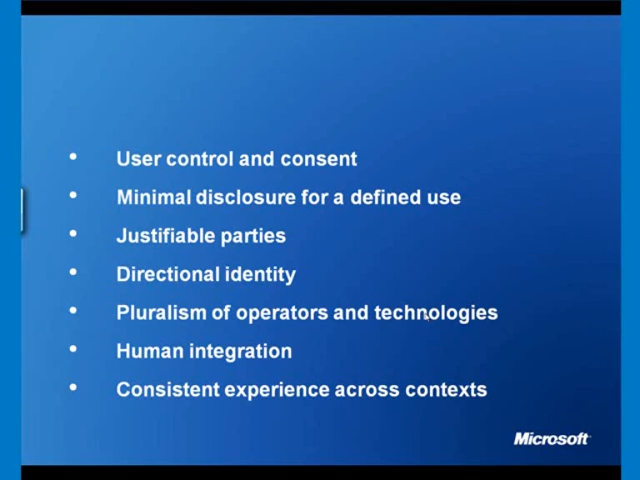 User control and consent
Minimal disclosure for a defined use
Justifiable parties
Directional identity
Pluralism of operators and technologies
Human integration
Consistent experience across contexts
Microsoft